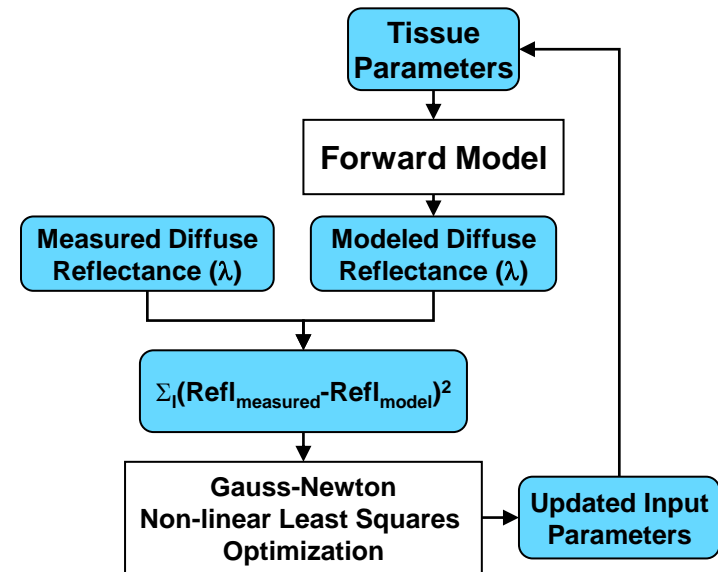 Tissue
Parameters
Forward Model
Measured Diffuse
Reflectance (λ)
Modeled Diffuse
Reflectance (λ)
ΣI(Reflmeasured-Reflmodel)²
Gauss-Newton
Non-linear Least Squares
Optimization
Updated Input
Parameters